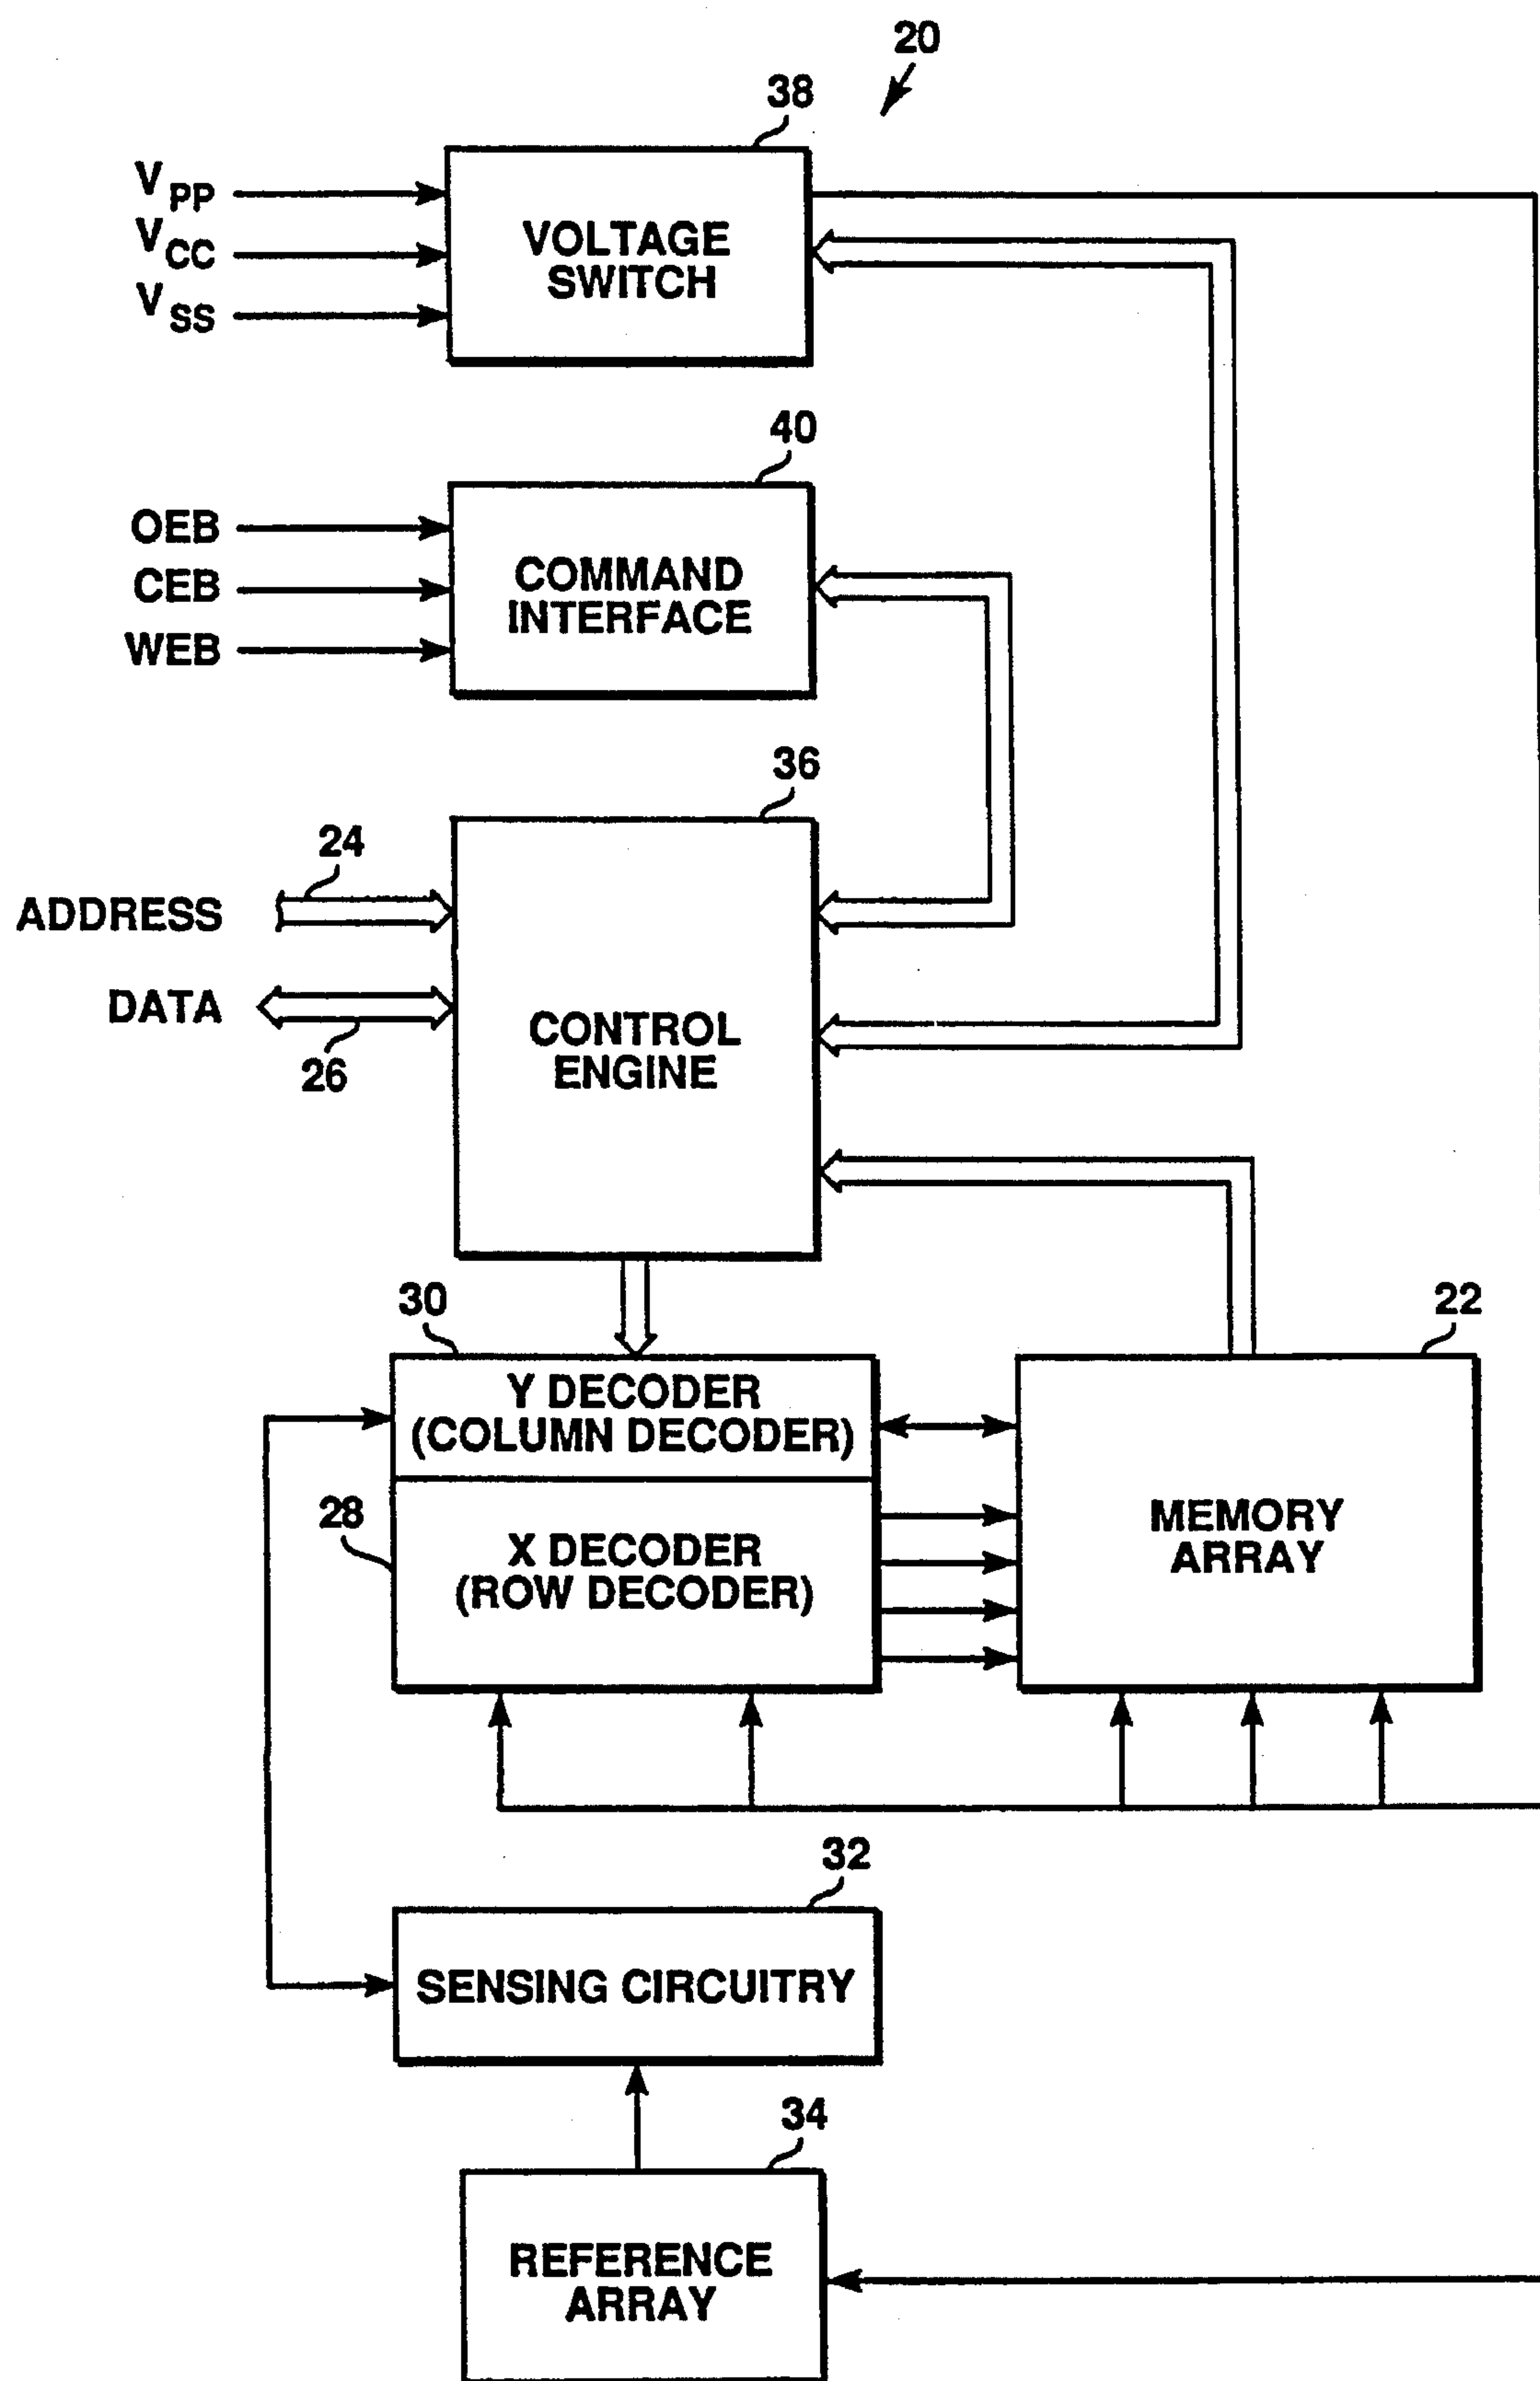 20
38
VPP
VCC
VSS
VOLTAGE
SWITCH
40
OEB
CEB
WEB
COMMAND
INTERFACE
36
24
ADDRESS
DATA
26
CONTROL
ENGINE
30
22
Y DECODER
(COLUMN DECODER)
28
X DECODER
(ROW DECODER)
MEMORY
ARRAY
32
SENSING CIRCUITRY
34
REFERENCE
ARRAY